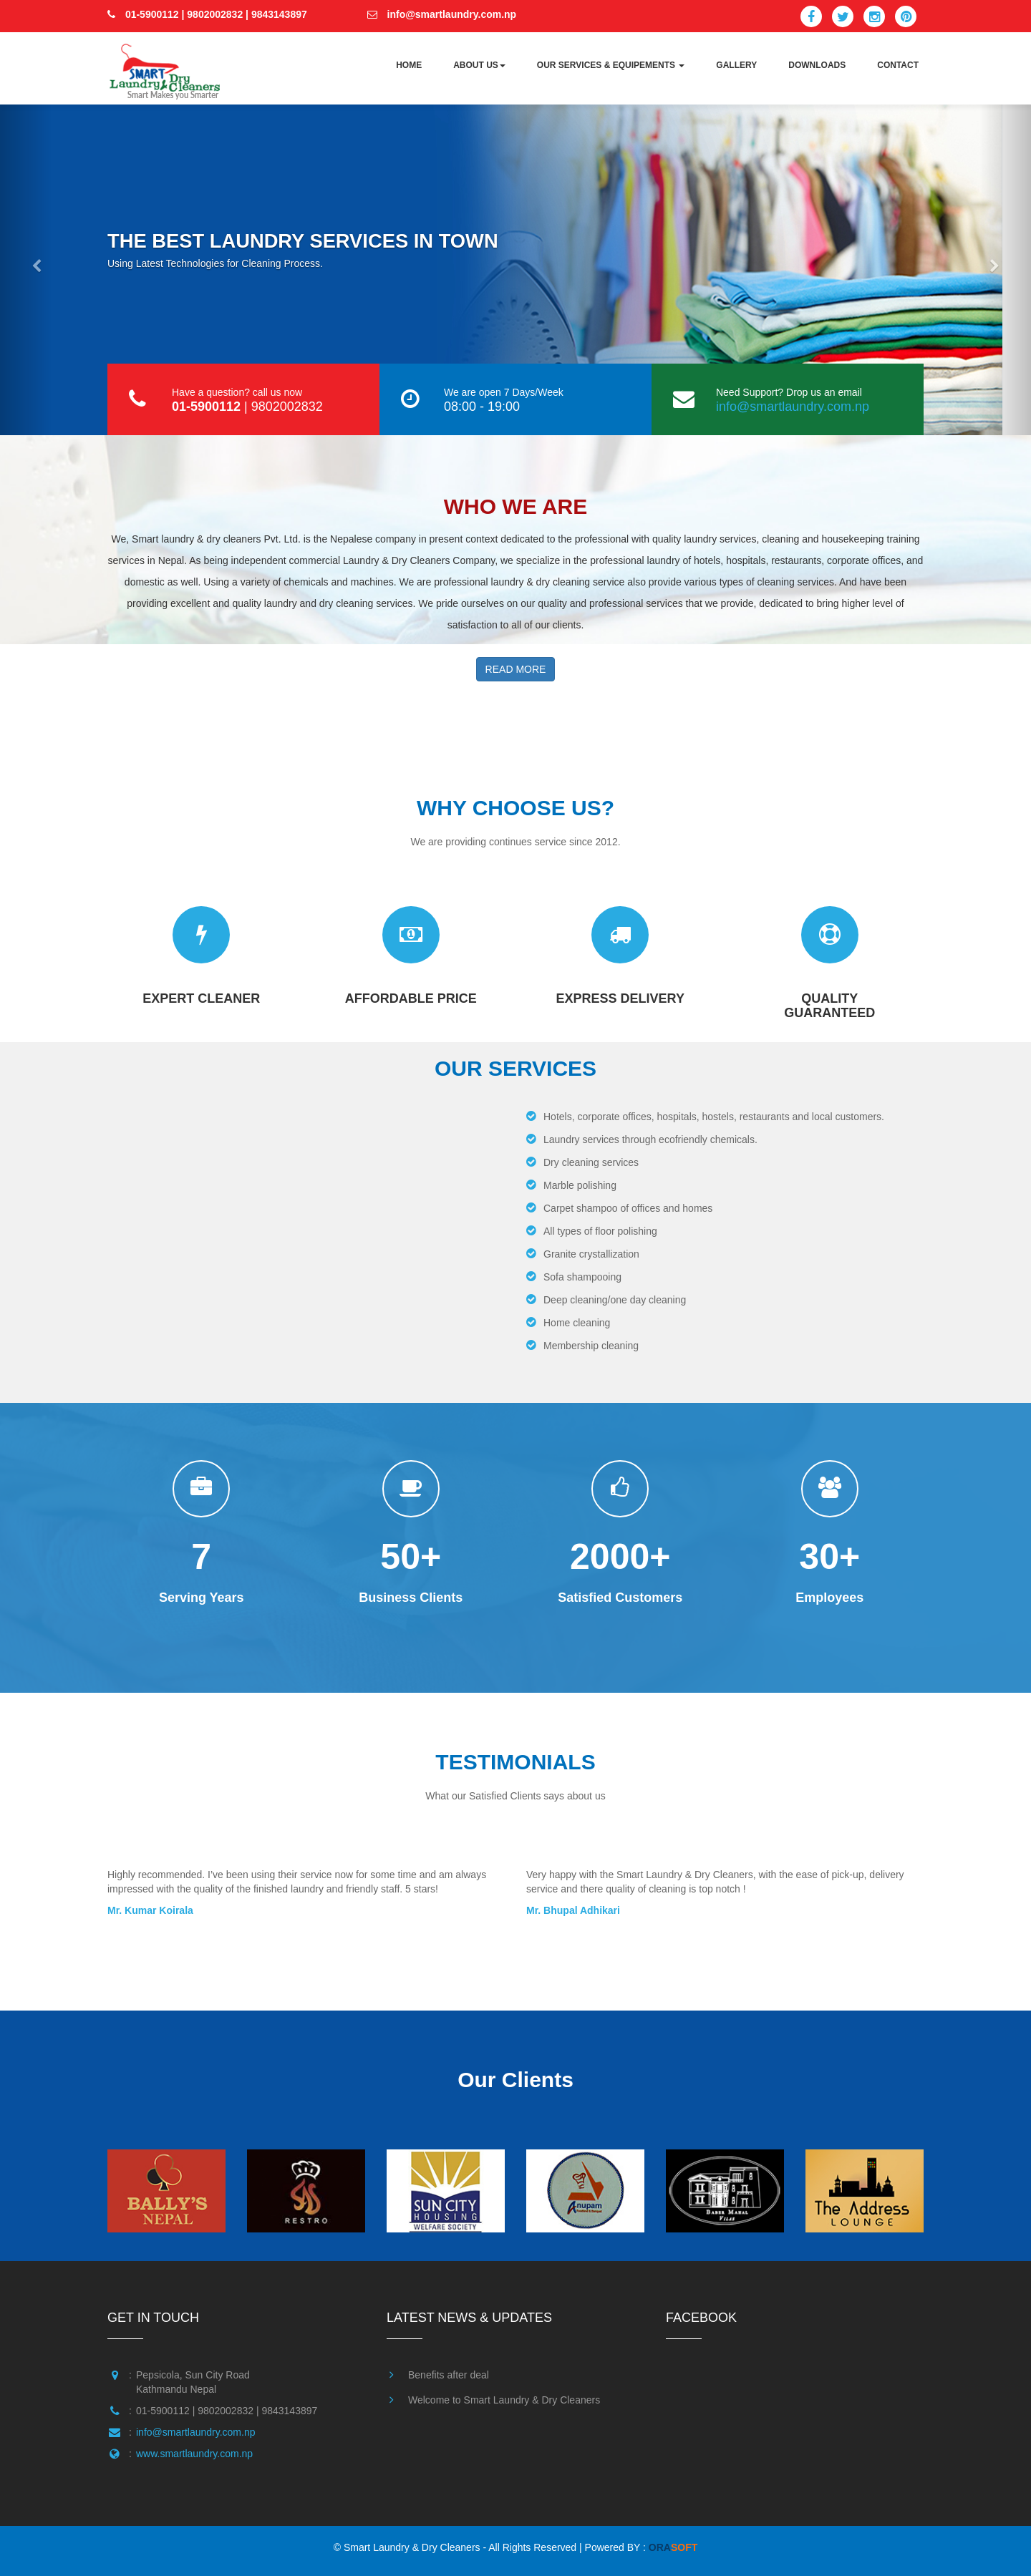 01-5900112 | 9802002832 | 9843143897
info@smartlaundry.com.np
SMART
Laundry & Dry Cleaners
Smart Makes you Smarter
HOME
ABOUT US
OUR SERVICES & EQUIPEMENTS
GALLERY
DOWNLOADS
CONTACT
THE BEST LAUNDRY SERVICES IN TOWN
Using Latest Technologies for Cleaning Process.
Have a question? call us now
01-5900112 | 9802002832
We are open 7 Days/Week
08:00 - 19:00
Need Support? Drop us an email
info@smartlaundry.com.np
WHO WE ARE
We, Smart laundry & dry cleaners Pvt. Ltd. is the Nepalese company in present context dedicated to the professional with quality laundry services, cleaning and housekeeping training
services in Nepal. As being independent commercial Laundry & Dry Cleaners Company, we specialize in the professional laundry of hotels, hospitals, restaurants, corporate offices, and
domestic as well. Using a variety of chemicals and machines. We are professional laundry & dry cleaning service also provide various types of cleaning services. And have been
providing excellent and quality laundry and dry cleaning services. We pride ourselves on our quality and professional services that we provide, dedicated to bring higher level of
satisfaction to all of our clients.
READ MORE
WHY CHOOSE US?
We are providing continues service since 2012.
EXPERT CLEANER
AFFORDABLE PRICE
EXPRESS DELIVERY
QUALITY
GUARANTEED
OUR SERVICES
Hotels, corporate offices, hospitals, hostels, restaurants and local customers.
Laundry services through ecofriendly chemicals.
Dry cleaning services
Marble polishing
Carpet shampoo of offices and homes
All types of floor polishing
Granite crystallization
Sofa shampooing
Deep cleaning/one day cleaning
Home cleaning
Membership cleaning
7
Serving Years
50+
Business Clients
2000+
Satisfied Customers
30+
Employees
TESTIMONIALS
What our Satisfied Clients says about us
Highly recommended. I've been using their service now for some time and am always
impressed with the quality of the finished laundry and friendly staff. 5 stars!
Mr. Kumar Koirala
Very happy with the Smart Laundry & Dry Cleaners, with the ease of pick-up, delivery
service and there quality of cleaning is top notch !
Mr. Bhupal Adhikari
Our Clients
BALLY'S
NEPAL
RESTRO
SUN CITY
HOUSING
WELFARE SOCIETY
Anupam
BABER MAHAL
VILAS
The Address
LOUNGE
GET IN TOUCH
: Pepsicola, Sun City Road
Kathmandu Nepal
: 01-5900112 | 9802002832 | 9843143897
: info@smartlaundry.com.np
: www.smartlaundry.com.np
LATEST NEWS & UPDATES
Benefits after deal
Welcome to Smart Laundry & Dry Cleaners
FACEBOOK
© Smart Laundry & Dry Cleaners - All Rights Reserved | Powered BY : ORASOFT